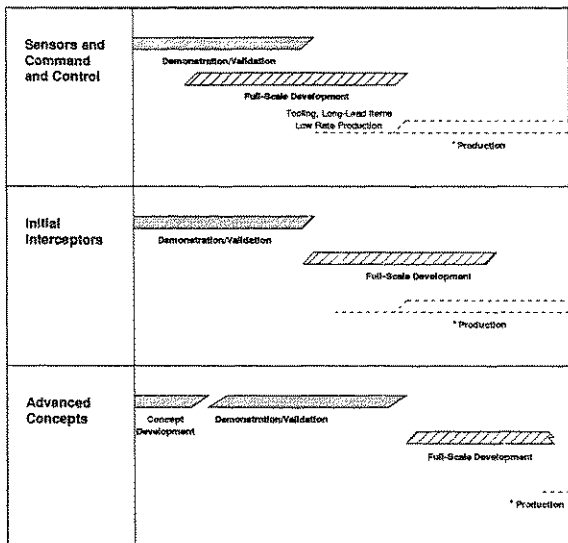 Sensors and
Command
and Control
Demonstration/Validation
Full-Scale Development
Tooling, Long-Lead Items
Low Rate Production
* Production
Initial
Interceptors
Demonstration/Validation
Full-Scale Development
* Production
Advanced
Concepts
Concept
Development
Demonstration/Validation
Full-Scale Development
* Production